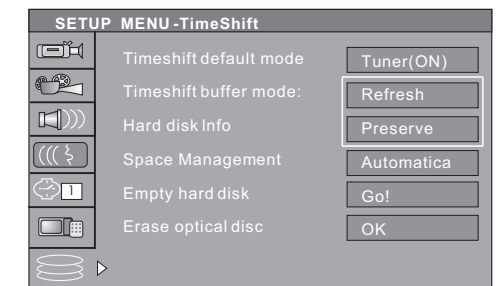 SETUP MENU-TimeShift
Timeshift default mode Tuner(ON)
Timeshift buffer mode: Refresh
Hard disk Info Preserve
Space Management Automatica
Empty hard disk Go!
Erase optical disc OK
1